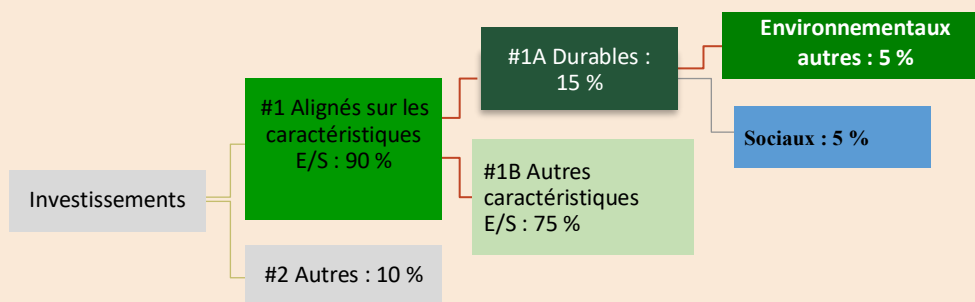 Investissements
#1 Alignés sur les
caractéristiques
E/S : 90 %
#2 Autres : 10 %
#1A Durables :
15 %
#1B Autres
caractéristiques
E/S : 75 %
Environnementaux
autres : 5 %
Sociaux : 5 %